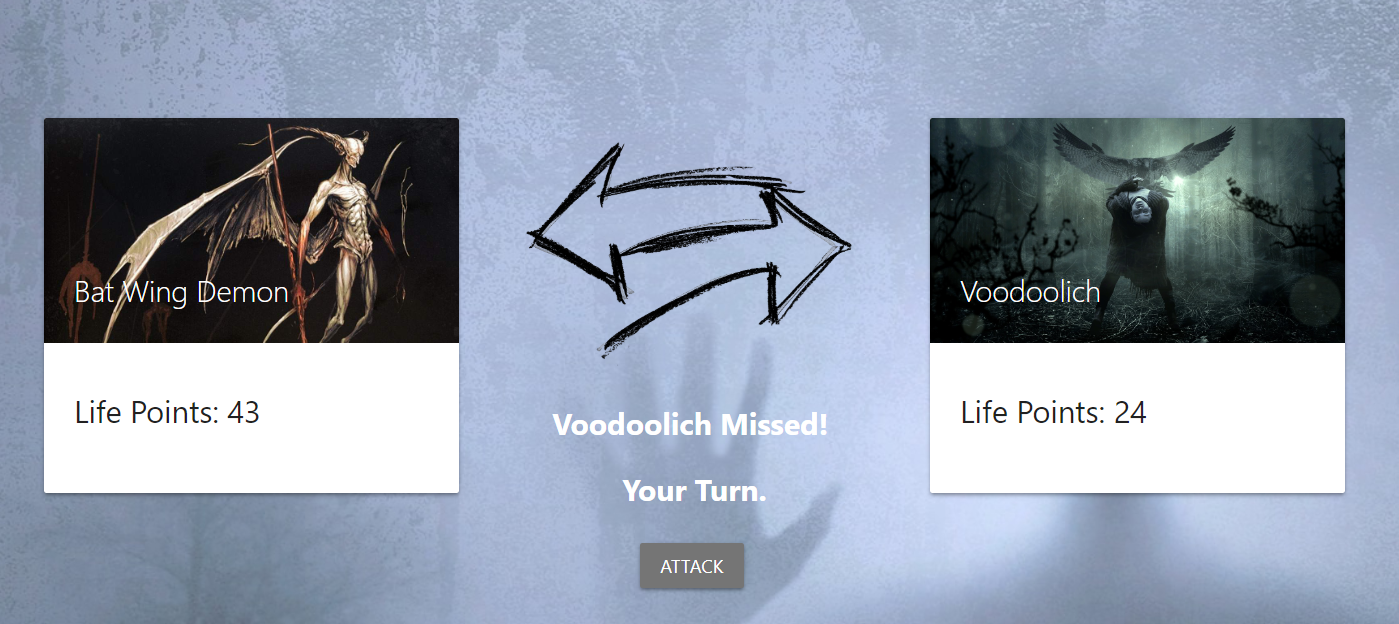 Bat Wing Demon
Life Points: 43
Voodoolich Missed!
Your Turn.
ATTACK
Voodoolich
Life Points: 24